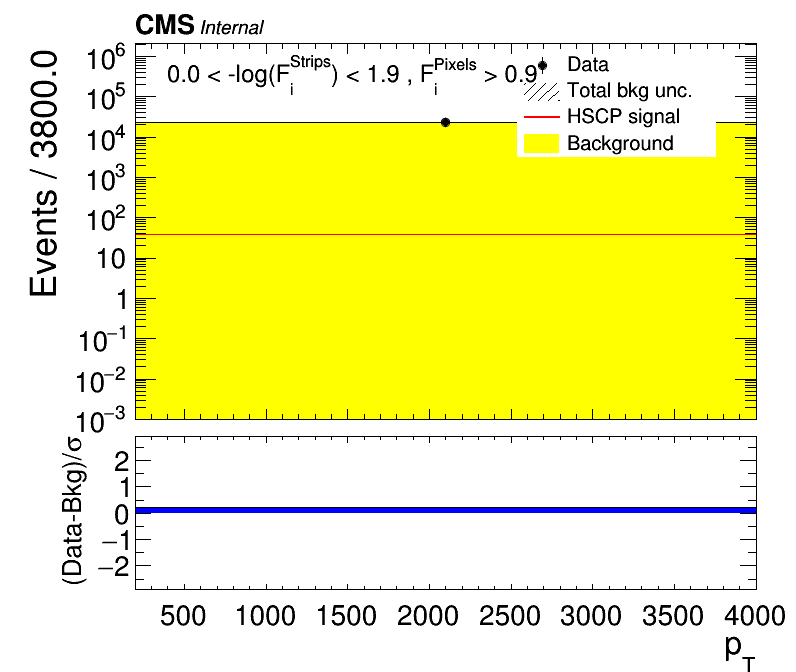 CMS Internal
Events / 3800.0
0.0 < -log(F_i^Strips) < 1.9 , F_i^Pixels > 0.9
Data
Total bkg unc.
HSCP signal
Background
10^6
10^5
10^4
10^3
10^2
10
1
10^−1
10^−2
10^−3
(Data-Bkg)/σ
2
1
0
−1
−2
500 1000 1500 2000 2500 3000 3500 4000
p_T